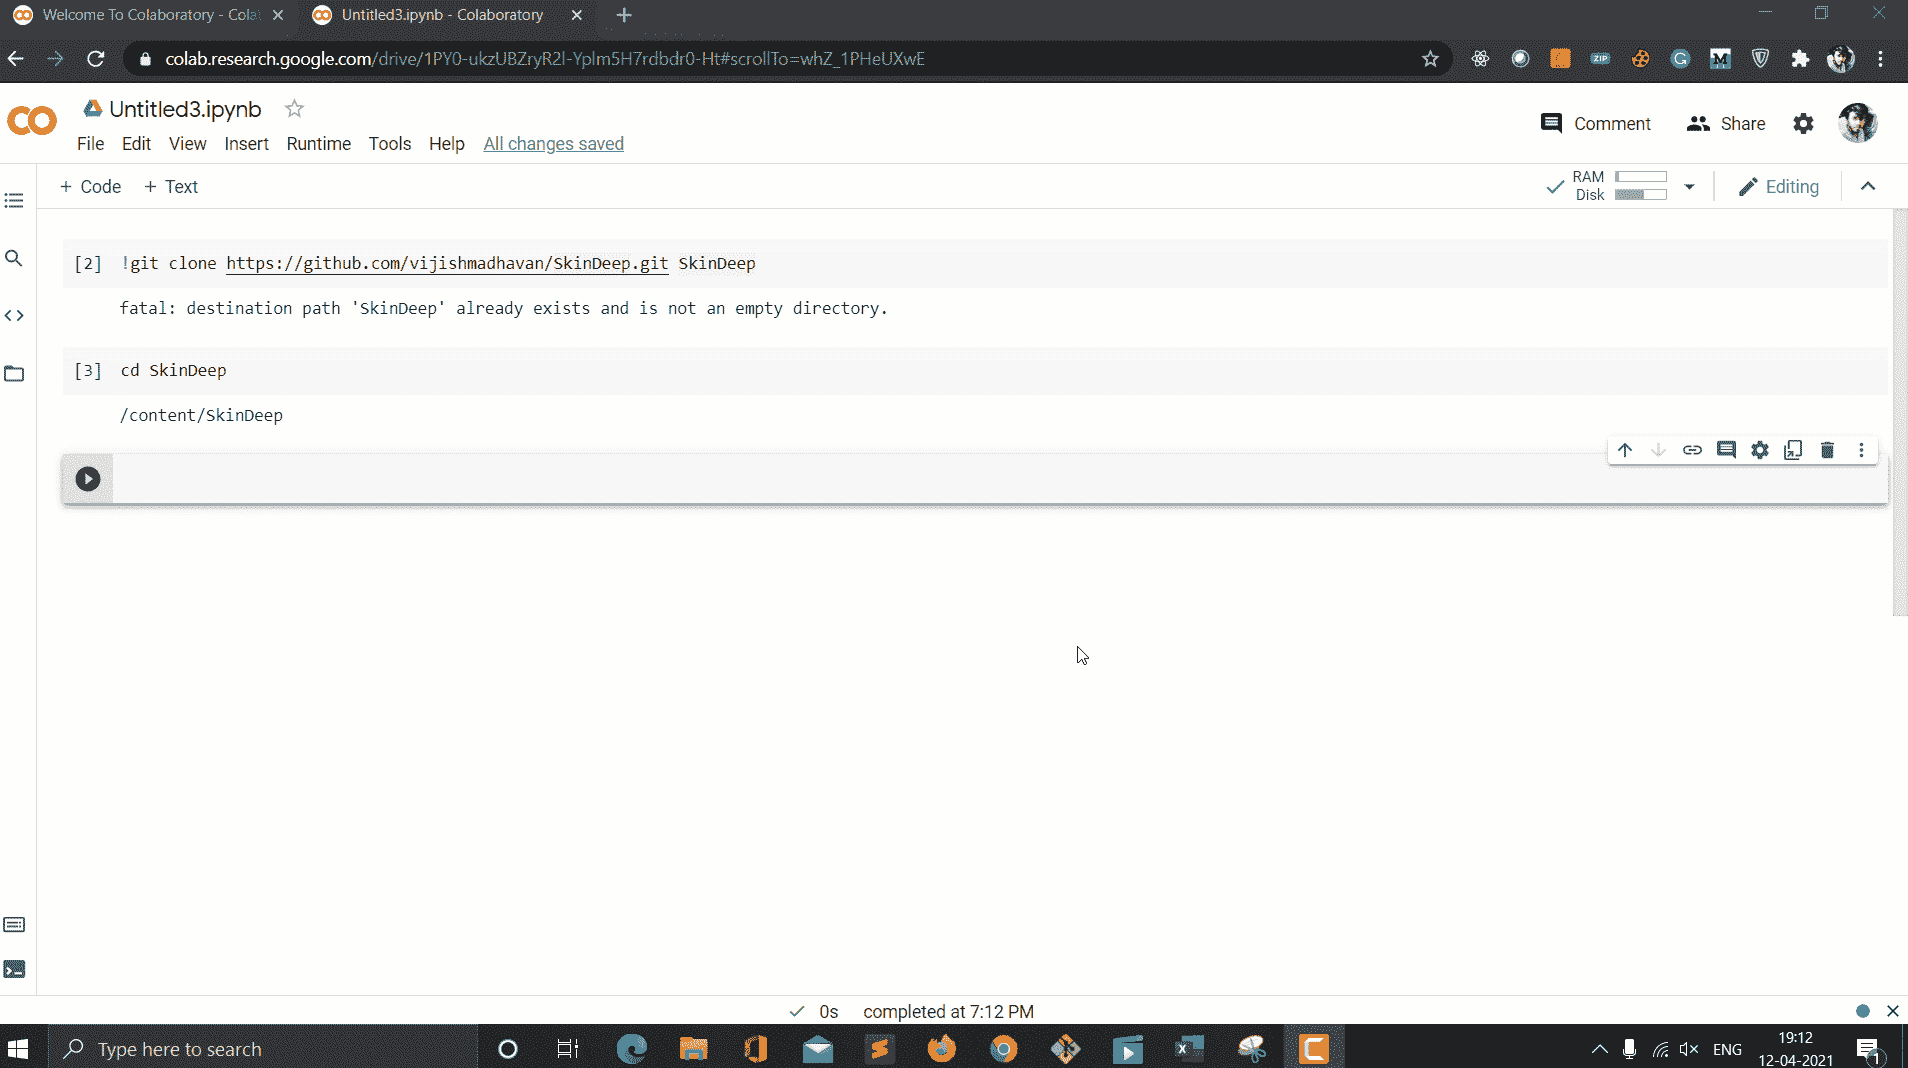 Welcome To Colaboratory - Cola
Untitled3.ipynb - Colaboratory
colab.research.google.com/drive/1PY0-ukzUBZryR2l-Yplm5H7rdbdr0-Ht#scrollTo=whZ_1PHeUXwE
ZIP
G
M
CO
Untitled3.ipynb
File Edit View Insert Runtime Tools Help All changes saved
Comment
Share
+ Code + Text
RAM
Disk
Editing
[2] !git clone https://github.com/vijishmadhavan/SkinDeep.git SkinDeep
fatal: destination path 'SkinDeep' already exists and is not an empty directory.
[3] cd SkinDeep
/content/SkinDeep
0s completed at 7:12 PM
Type here to search
ENG
19:12
12-04-2021
1